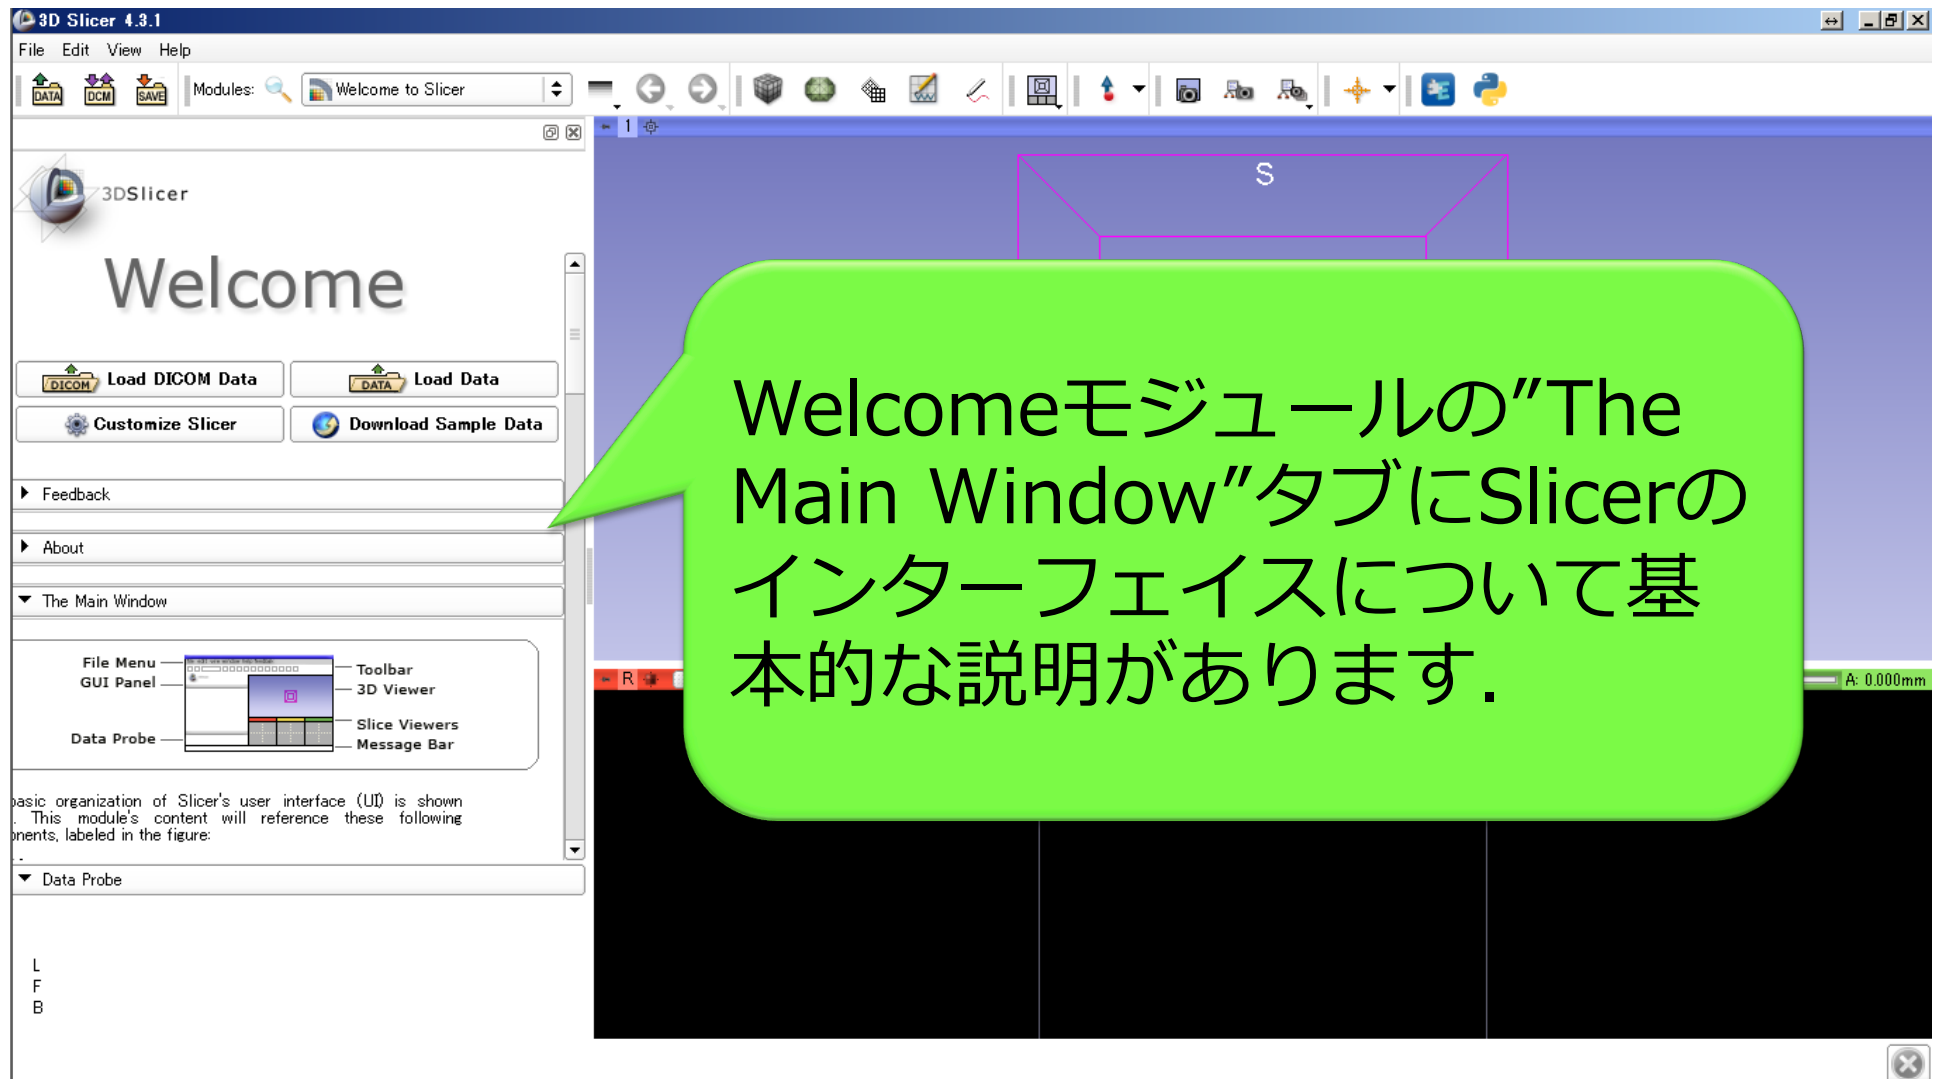 3D Slicer 4.3.1
File Edit View Help
DATA DCM SAVE Modules: Welcome to Slicer
1
3DSlicer
S
Welcome
Load DICOM Data
DICOM
Load Data
DATA
Customize Slicer
Download Sample Data
Feedback
About
The Main Window
File Menu
GUI Panel
Data Probe
Toolbar
3D Viewer
Slice Viewers
Message Bar
basic organization of Slicer's user interface (UI) is shown
. This module's content will reference these following
onents, labeled in the figure:
Data Probe
L
F
B
Welcomeモジュールの”The
Main Window”タブにSlicerの
インターフェイスについて基
本的な説明があります.
R
A: 0.000mm